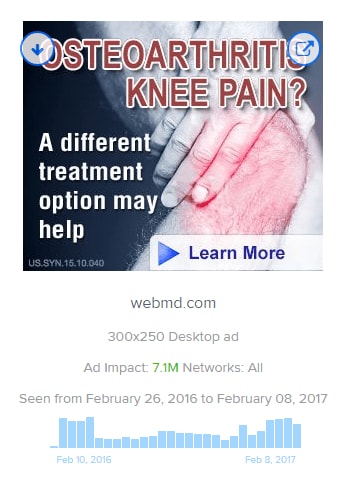 OSTEOARTHRITIS
KNEE PAIN?
A different
treatment
option may
help
Learn More
US.SYN.15.10.040
webmd.com
300x250 Desktop ad
Ad Impact: 7.1M Networks: All
Seen from February 26, 2016 to February 08, 2017
Feb 10, 2016 Feb 8, 2017